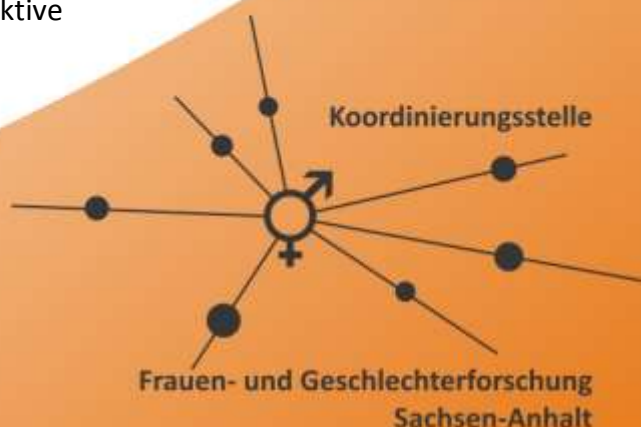 ktive
Koordinierungsstelle
Frauen- und Geschlechterforschung
Sachsen-Anhalt